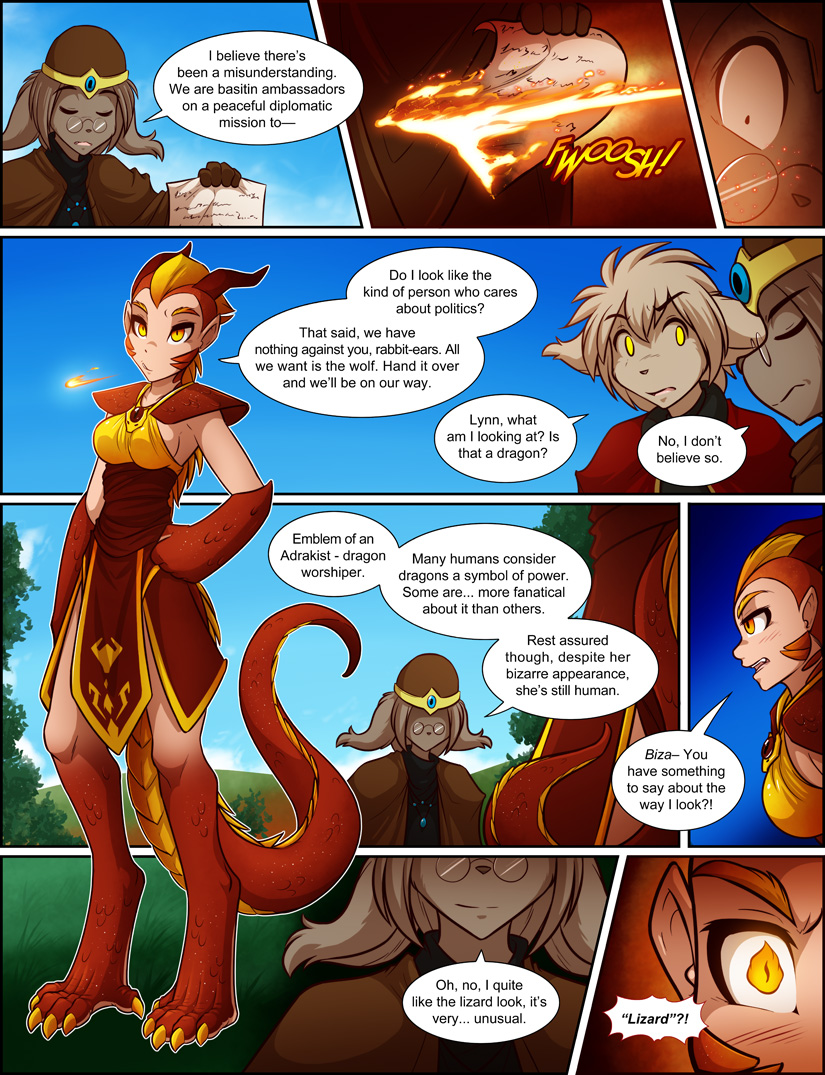 I believe there's
been a misunderstanding.
We are basitin ambassadors
on a peaceful diplomatic
mission to—
FWOOSH!
Do I look like the
kind of person who cares
about politics?
That said, we have
nothing against you, rabbit-ears. All
we want is the wolf. Hand it over
and we'll be on our way.
Lynn, what
am I looking at? Is
that a dragon?
No, I don't
believe so.
Emblem of an
Adrakist - dragon
worshiper.
Many humans consider
dragons a symbol of power.
Some are... more fanatical
about it than others.
Rest assured
though, despite her
bizarre appearance,
she's still human.
Biza– You
have something
to say about the
way I look?!
Oh, no, I quite
like the lizard look, it's
very... unusual.
“Lizard”?!